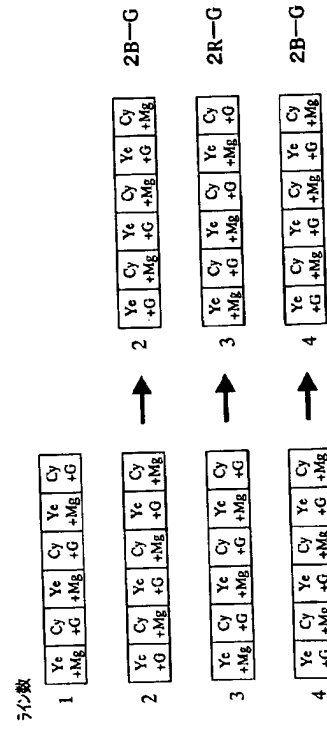 ライン数
1 Ye Cy Ye Cy Ye Cy
+Mg +G +Mg +G +Mg +G
2 Ye Cy Ye Cy Ye Cy
+G +Mg +G +Mg +G +Mg
→
2 Ye Cy Ye Cy Ye Cy
+G +Mg +G +Mg +G +Mg
2B—G
3 Ye Cy Ye Cy Ye Cy
+Mg +G +Mg +G +Mg +G
→
3 Ye Cy Ye Cy Ye Cy
+Mg +G +Mg +G +Mg +G
2R—G
4 Ye Cy Ye Cy Ye Cy
+G +Mg +G +Mg +G +Mg
→
4 Ye Cy Ye Cy Ye Cy
+G +Mg +G +Mg +G +Mg
2B—G